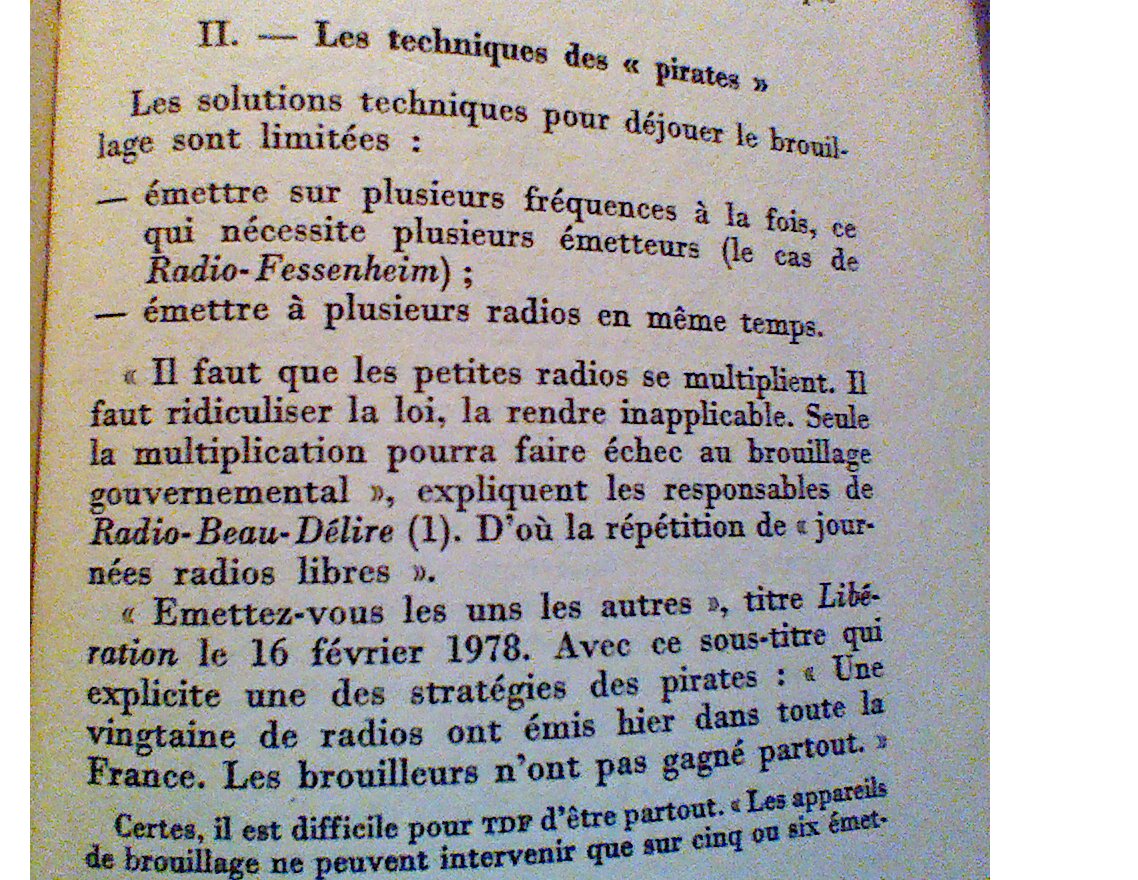 II. — Les techniques des « pirates »
Les solutions techniques pour déjouer le brouil-
lage sont limitées :
— émettre sur plusieurs fréquences à la fois, ce
qui nécessite plusieurs émetteurs (le cas de
Radio-Fessenheim) ;
— émettre à plusieurs radios en même temps.
« Il faut que les petites radios se multiplient. Il
faut ridiculiser la loi, la rendre inapplicable. Seule
la multiplication pourra faire échec au brouillage
gouvernemental », expliquent les responsables de
Radio-Beau-Délire (1). D'où la répétition de « jour-
nées radios libres ».
« Emettez-vous les uns les autres », titre Libé-
ration le 16 février 1978. Avec ce sous-titre qui
explicite une des stratégies des pirates : « Une
vingtaine de radios ont émis hier dans toute la
France. Les brouilleurs n'ont pas gagné partout. »
Certes, il est difficile pour TDF d'être partout. « Les appareils
de brouillage ne peuvent intervenir que sur cinq ou six émet-